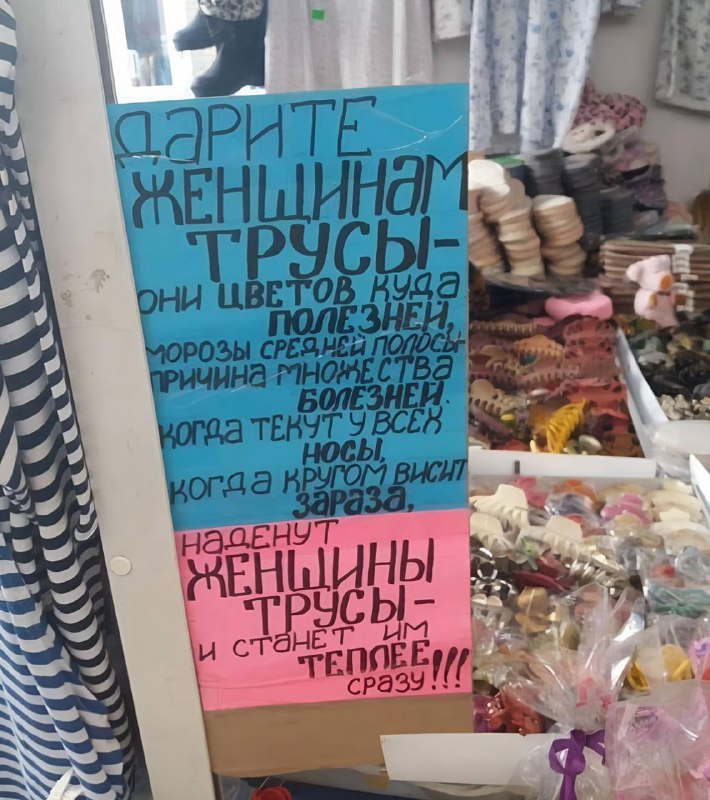 ДАРИТЕ
ЖЕНЩИНАМ
ТРУСЫ-
ОНИ ЦВЕТОВ КУДА
ПОЛЕЗНЕЙ,
МОРОЗЫ СРЕДНЕЙ ПОЛОСЫ-
ПРИЧИНА МНОЖЕСТВА
БОЛЕЗНЕЙ.
КОГДА ТЕКУТ У ВСЕХ
НОСЫ,
КОГДА КРУГОМ ВИСИТ
ЗАРАЗА,
НАДЕНУТ
ЖЕНЩИНЫ
ТРУСЫ-
И СТАНЕТ ИМ
ТЕПЛЕЕ
СРАЗУ!!!